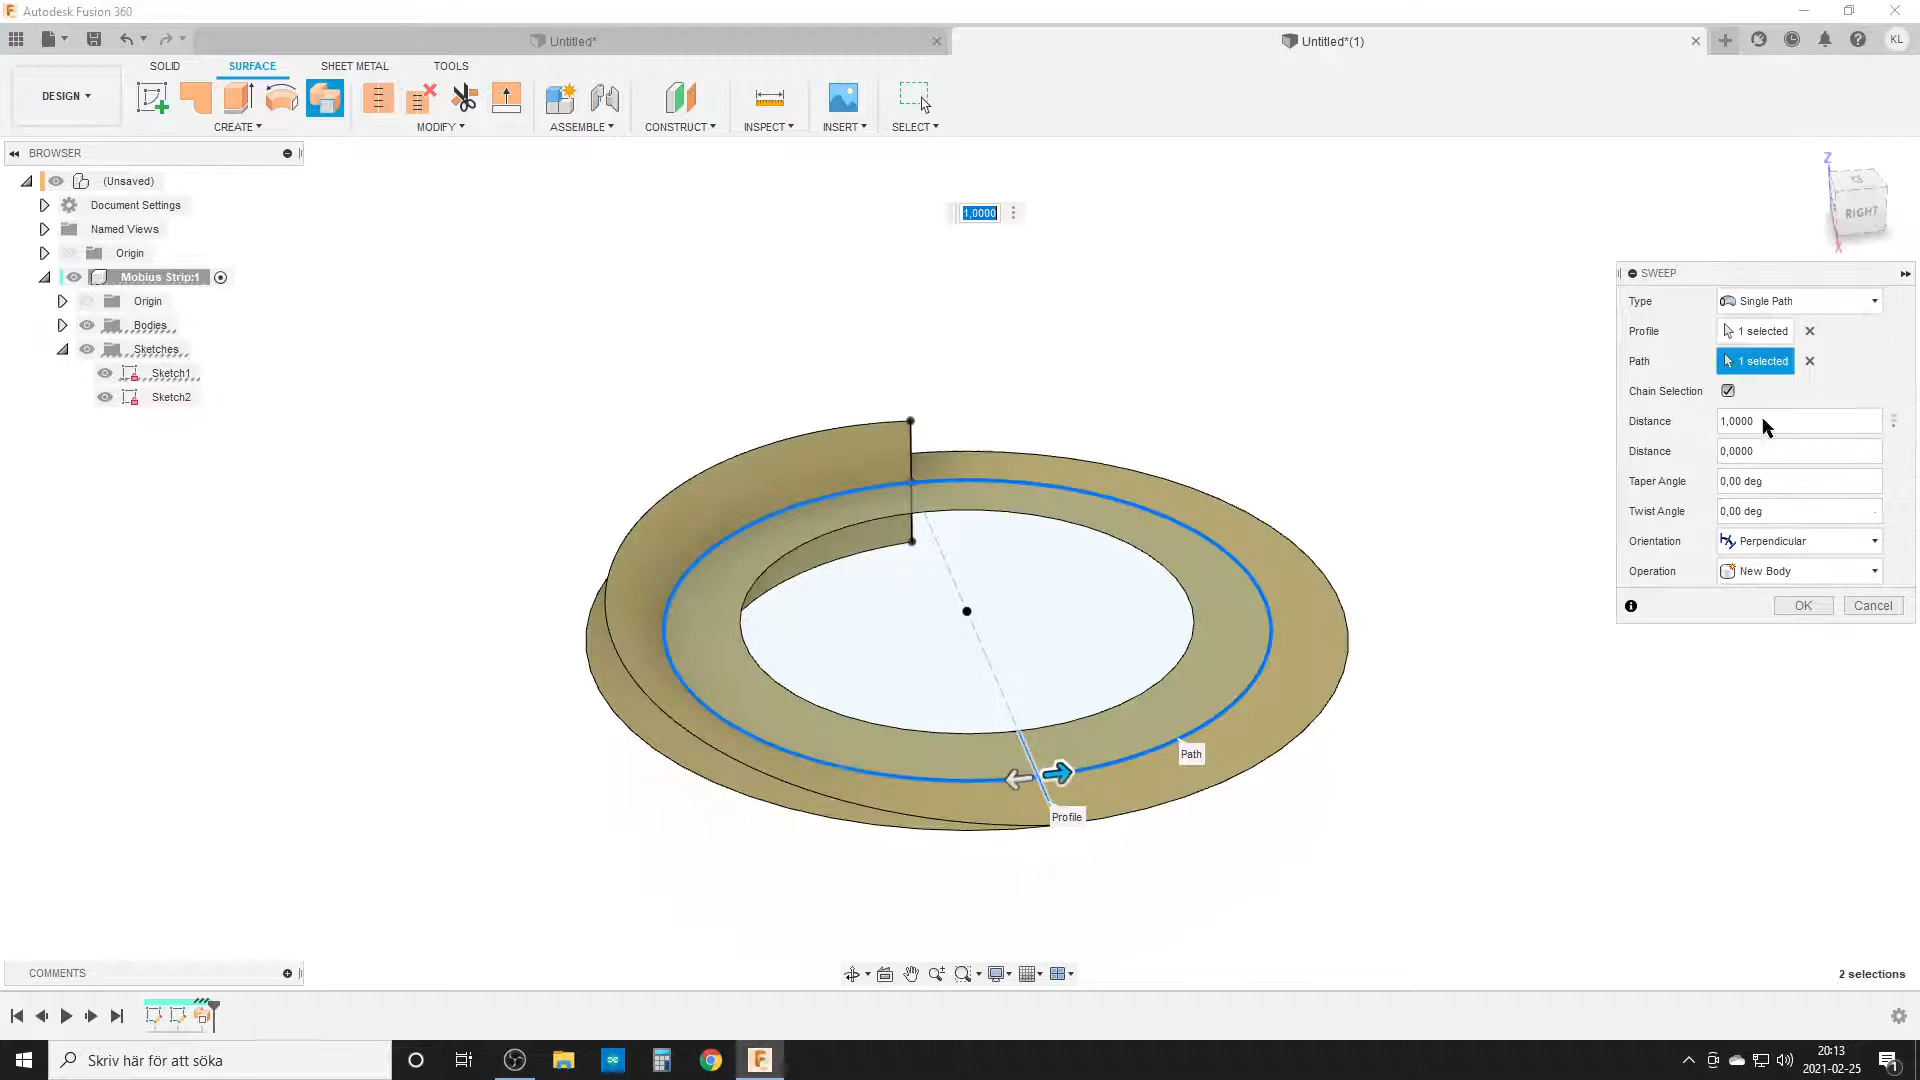 Autodesk Fusion 360
Untitled*
Untitled*(1)
KL
SOLID
SURFACE
SHEET METAL
TOOLS
DESIGN
CREATE
MODIFY
ASSEMBLE
CONSTRUCT
INSPECT
INSERT
SELECT
BROWSER
(Unsaved)
Document Settings
Named Views
Origin
Mobius Strip:1
Origin
Bodies
Sketches
Sketch1
Sketch2
1,0000
Z
RIGHT
X
SWEEP
Type Single Path
Profile 1 selected
Path 1 selected
Chain Selection
Distance 1,0000
Distance 0,0000
Taper Angle 0,00 deg
Twist Angle 0,00 deg
Orientation Perpendicular
Operation New Body
OK Cancel
Path
Profile
COMMENTS
2 selections
Skriv här för att söka
20:13
2021-02-25
1